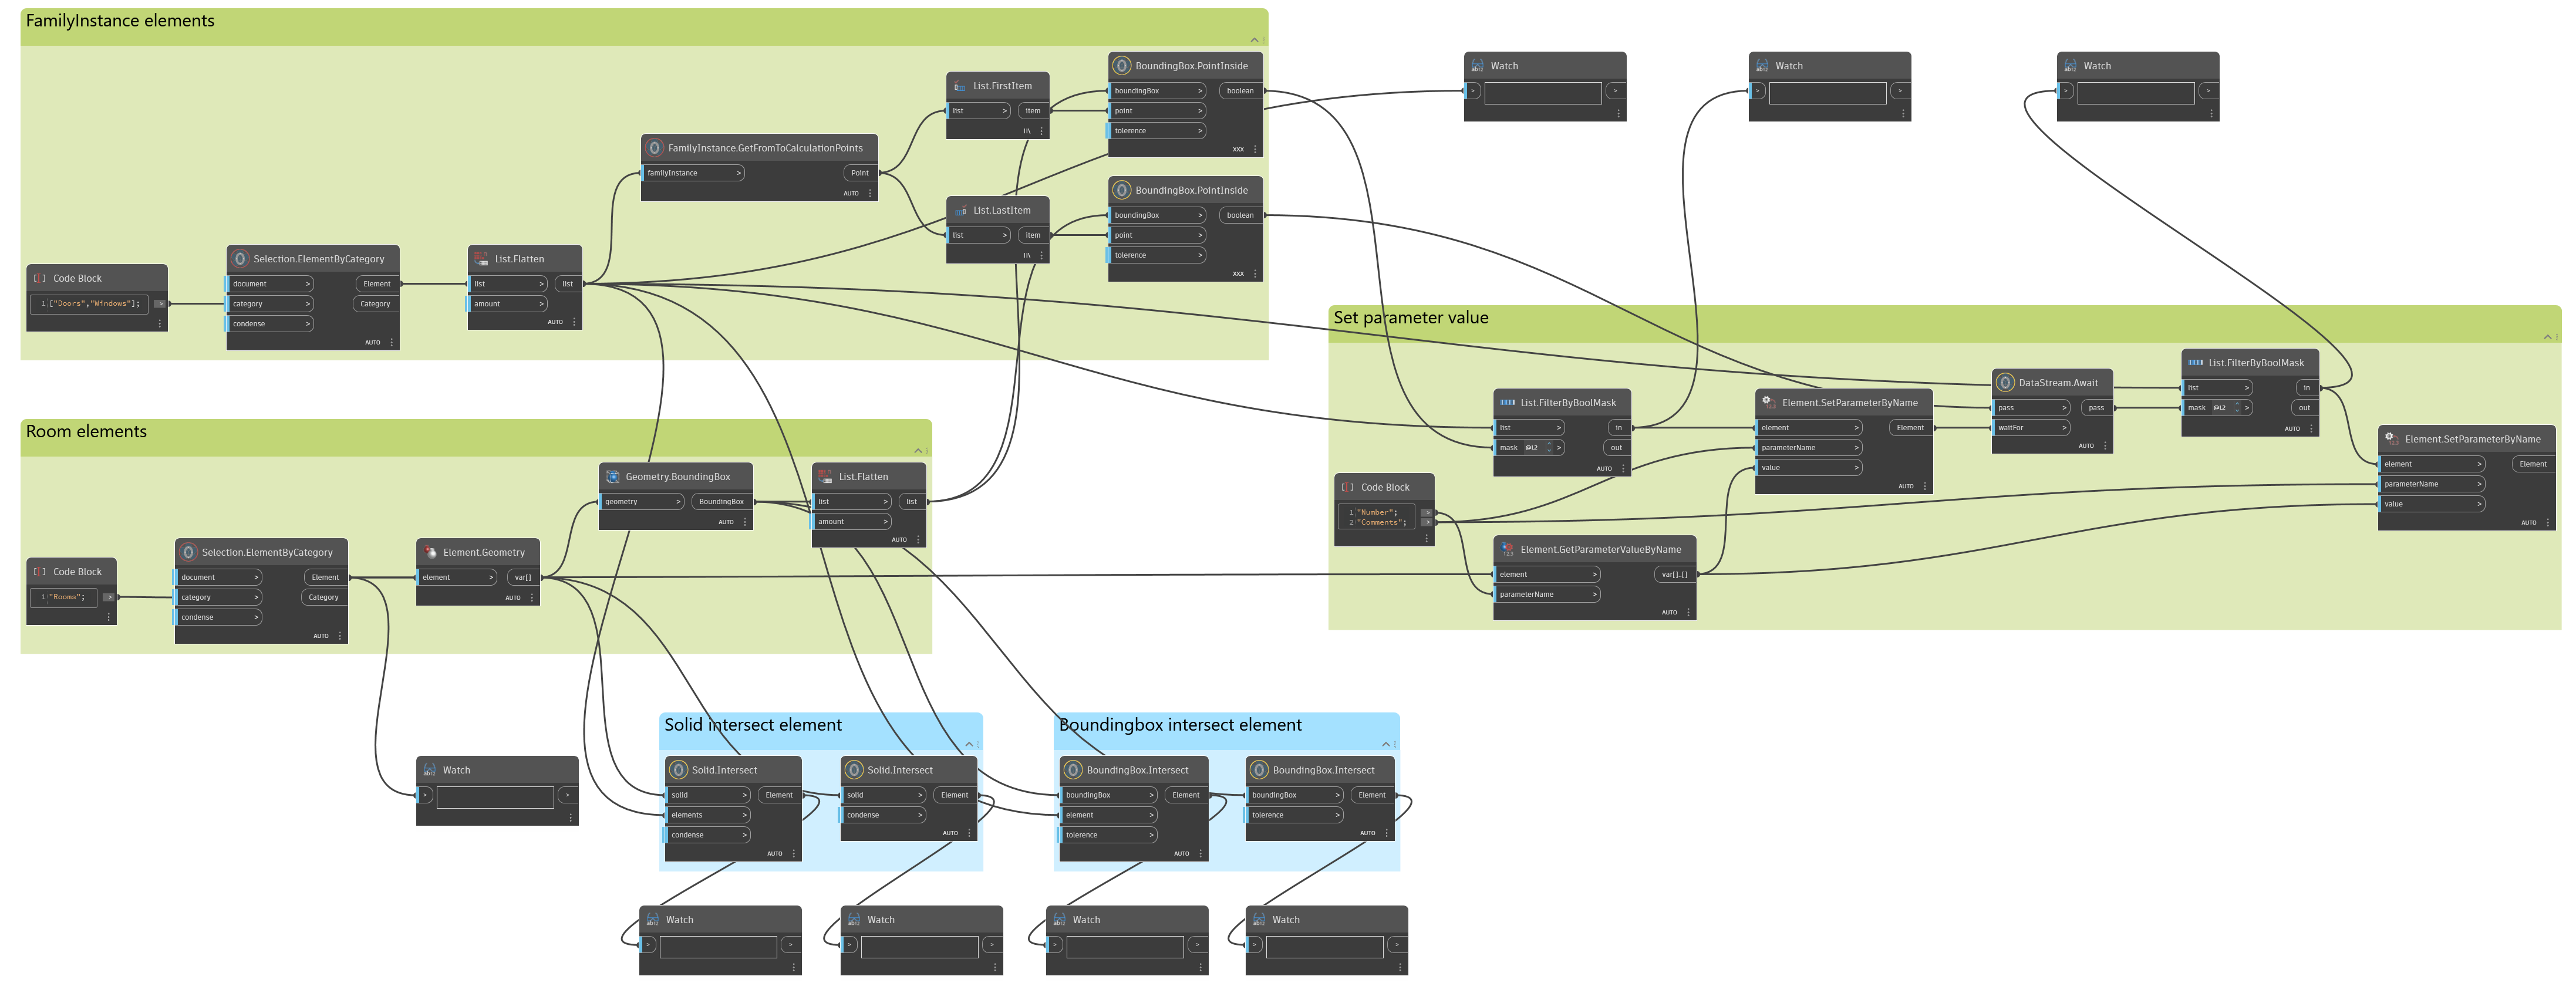 FamilyInstance elements
Code Block
1 ["Doors","Windows"];
>
Selection.ElementByCategory
document > Element
category > Category
condense >
AUTO
List.Flatten
list > list
amount >
AUTO
FamilyInstance.GetFromToCalculationPoints
familyInstance > Point
AUTO
List.FirstItem
list > item
I\
List.LastItem
list > item
I\
BoundingBox.PointInside
boundingBox > boolean
point >
tolerence >
XXX
BoundingBox.PointInside
boundingBox > boolean
point >
tolerence >
XXX
Watch
> >
Watch
> >
Watch
> >
Room elements
Code Block
1 "Rooms";
>
Selection.ElementByCategory
document > Element
category > Category
condense >
AUTO
Element.Geometry
element > var[]
AUTO
Geometry.BoundingBox
geometry > BoundingBox
AUTO
List.Flatten
list > list
amount >
AUTO
Set parameter value
Code Block
1 "Number"; >
2 "Comments"; >
List.FilterByBoolMask
list > in
mask @L2 > out
AUTO
Element.GetParameterValueByName
element > var[]..[]
parameterName >
AUTO
Element.SetParameterByName
element > Element
parameterName >
value >
AUTO
DataStream.Await
pass > pass
waitFor >
AUTO
List.FilterByBoolMask
list > in
mask @L2 > out
AUTO
Element.SetParameterByName
element > Element
parameterName >
value >
AUTO
Watch
> >
Solid intersect element
Solid.Intersect
solid > Element
elements >
condense >
AUTO
Solid.Intersect
solid > Element
condense >
AUTO
Boundingbox intersect element
BoundingBox.Intersect
boundingBox > Element
element >
tolerence >
AUTO
BoundingBox.Intersect
boundingBox > Element
tolerence >
AUTO
Watch
> >
Watch
> >
Watch
> >
Watch
> >